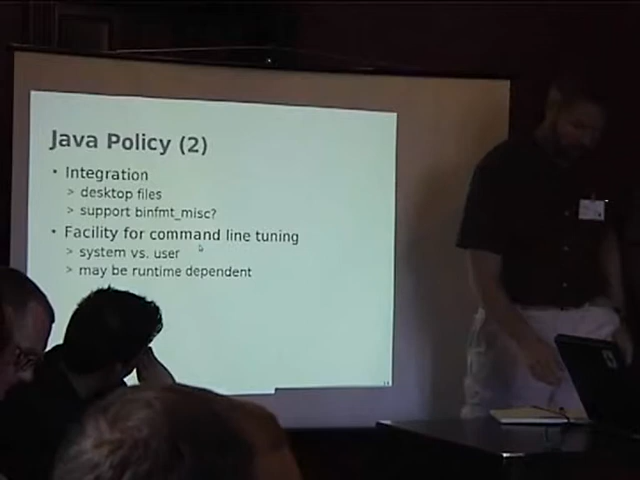 Java Policy (2)
• Integration
> desktop files
> support binfmt_misc?
• Facility for command line tuning
> system vs. user
> may be runtime dependent